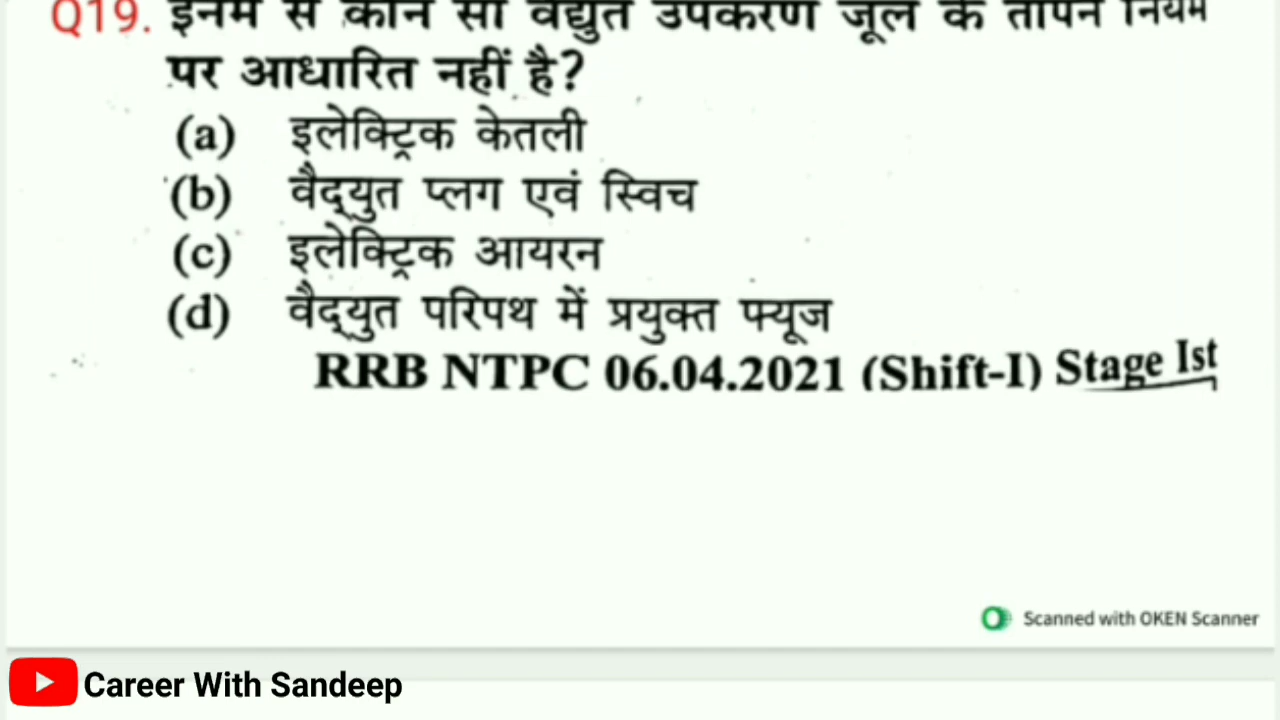 Q19. इनमें से कौन सा वैद्युत उपकरण जूल के तापन नियम
पर आधारित नहीं है?
(a) इलेक्ट्रिक केतली
(b) वैद्युत प्लग एवं स्विच
(c) इलेक्ट्रिक आयरन
(d) वैद्युत परिपथ में प्रयुक्त फ्यूज
RRB NTPC 06.04.2021 (Shift-I) Stage Ist
Scanned with OKEN Scanner
Career With Sandeep